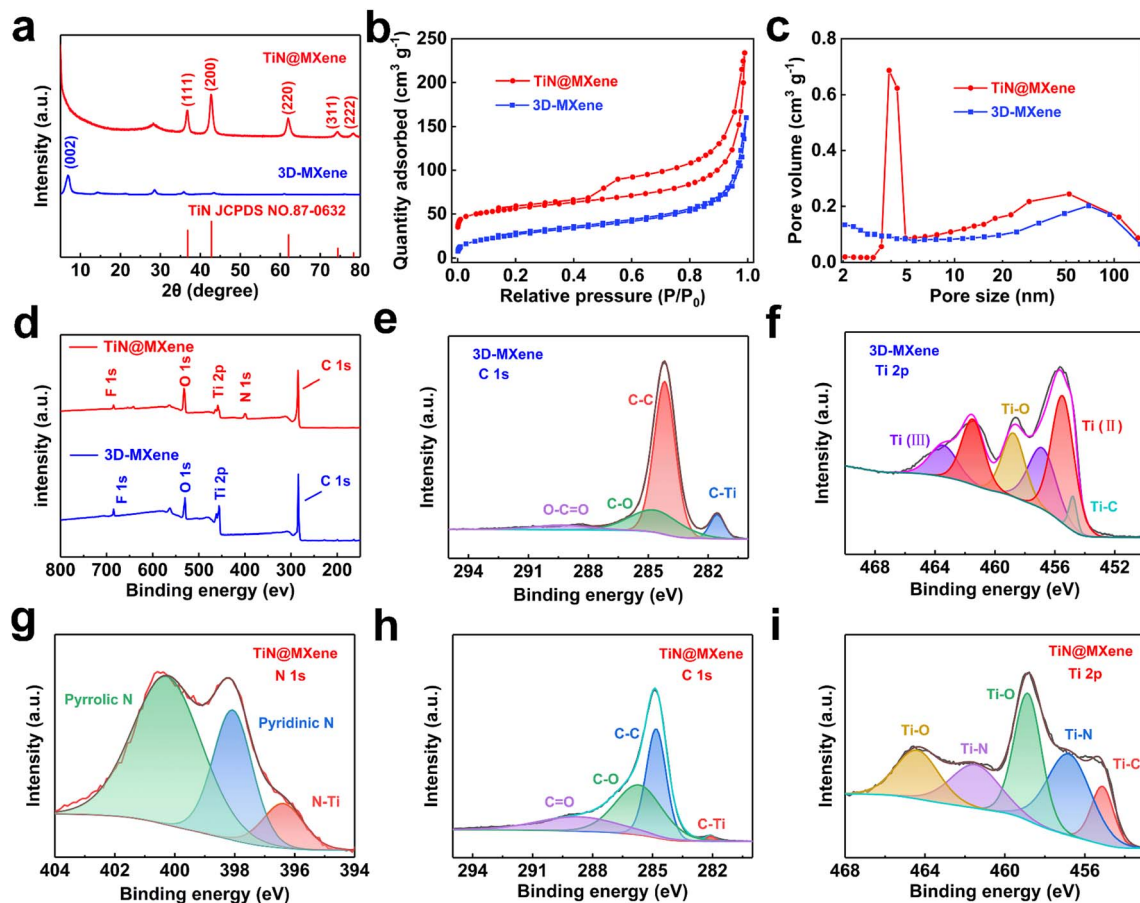 a
TiN@MXene
(111)
(200)
(220)
(311)
(222)
(002)
3D-MXene
TiN JCPDS NO.87-0632
Intensity (a.u.)
10 20 30 40 50 60 70 80
2θ (degree)
b
250
200
150
100
50
0
TiN@MXene
3D-MXene
Quantity adsorbed (cm³ g⁻¹)
0.0 0.2 0.4 0.6 0.8 1.0
Relative pressure (P/P₀)
c
0.8
0.6
0.4
0.2
0.0
TiN@MXene
3D-MXene
Pore volume (cm³ g⁻¹)
2 5 10 50 100
Pore size (nm)
d
TiN@MXene
F 1s
O 1s
Ti 2p
N 1s
C 1s
3D-MXene
F 1s
O 1s
Ti 2p
C 1s
intensity (a.u.)
800 700 600 500 400 300 200
Binding energy (ev)
e
3D-MXene
C 1s
C-C
C-O
O-C=O
C-Ti
Intensity (a.u.)
294 291 288 284 282
Binding energy (eV)
f
3D-MXene
Ti 2p
Ti-O
Ti (III)
Ti (II)
Ti-C
Intensity (a.u.)
468 464 460 456 452
Binding energy (eV)
g
TiN@MXene
N 1s
Pyrrolic N
Pyridinic N
N-Ti
Intensity (a.u.)
404 402 400 398 396 394
Binding energy (eV)
h
TiN@MXene
C 1s
C-C
C-O
C=O
C-Ti
Intensity (a.u.)
294 291 288 285 282
Binding energy (eV)
i
TiN@MXene
Ti 2p
Ti-O
Ti-O
Ti-N
Ti-N
Ti-C
Intensity (a.u.)
468 464 460 456
Binding energy (eV)